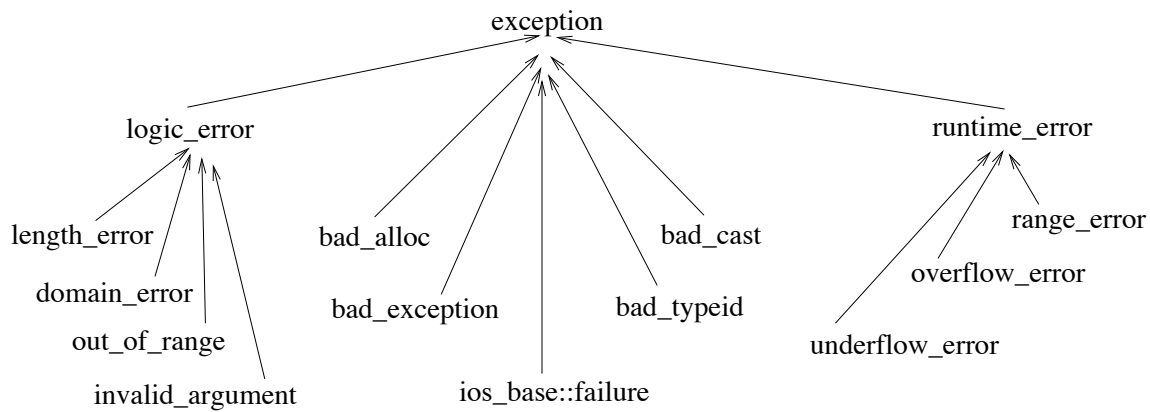 exception
logic_error
runtime_error
length_error
bad_alloc
bad_cast
range_error
domain_error
bad_exception
bad_typeid
overflow_error
out_of_range
underflow_error
invalid_argument
ios_base::failure